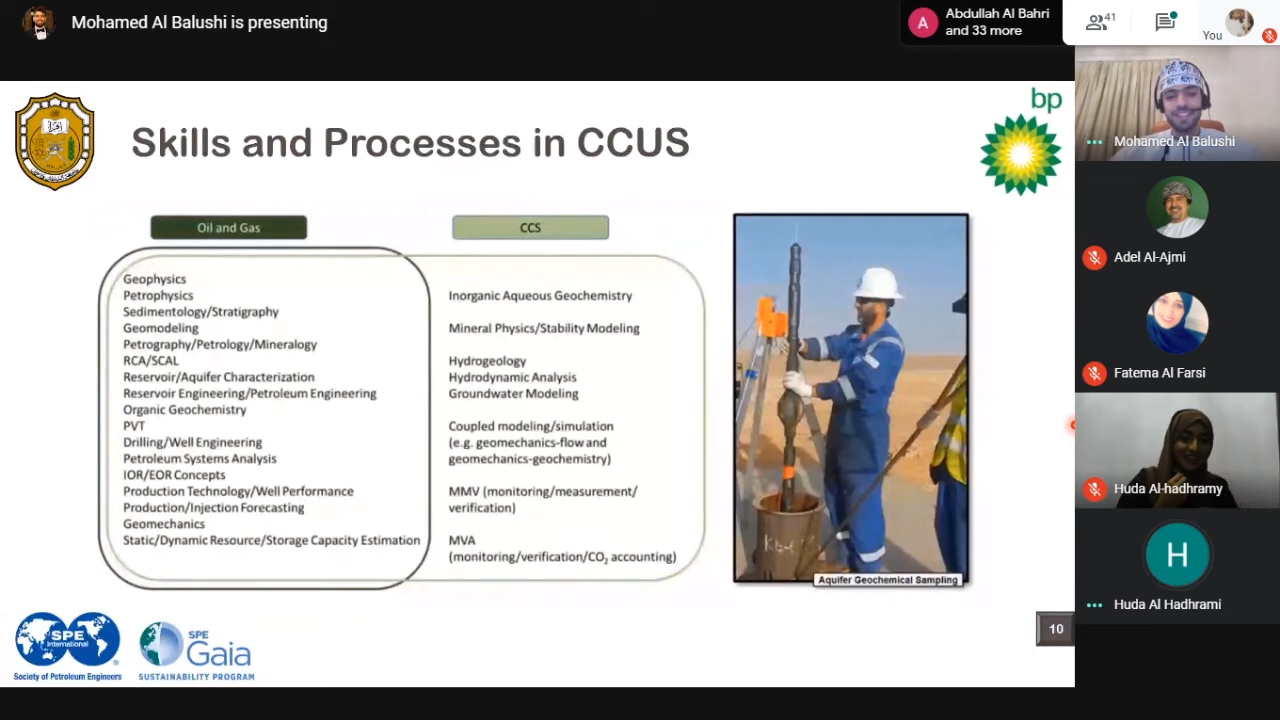 Mohamed Al Balushi is presenting
A
Abdullah Al Bahri
and 33 more
41
You
bp
Skills and Processes in CCUS
Mohamed Al Balushi
Adel Al-Ajmi
Fatema Al Farsi
Huda Al-hadhramy
H
Huda Al Hadhrami
Oil and Gas
Geophysics
Petrophysics
Sedimentology/Stratigraphy
Geomodeling
Petrography/Petrology/Mineralogy
RCA/SCAL
Reservoir/Aquifer Characterization
Reservoir Engineering/Petroleum Engineering
Organic Geochemistry
PVT
Drilling/Well Engineering
Petroleum Systems Analysis
IOR/EOR Concepts
Production Technology/Well Performance
Production/Injection Forecasting
Geomechanics
Static/Dynamic Resource/Storage Capacity Estimation
CCS
Inorganic Aqueous Geochemistry
Mineral Physics/Stability Modeling
Hydrogeology
Hydrodynamic Analysis
Groundwater Modeling
Coupled modeling/simulation
(e.g. geomechanics-flow and
geomechanics-geochemistry)
MMV (monitoring/measurement/
verification)
MVA
(monitoring/verification/CO₂ accounting)
Aquifer Geochemical Sampling
10
SPE
International
®
Society of Petroleum Engineers
SPE
Gaia
SUSTAINABILITY PROGRAM